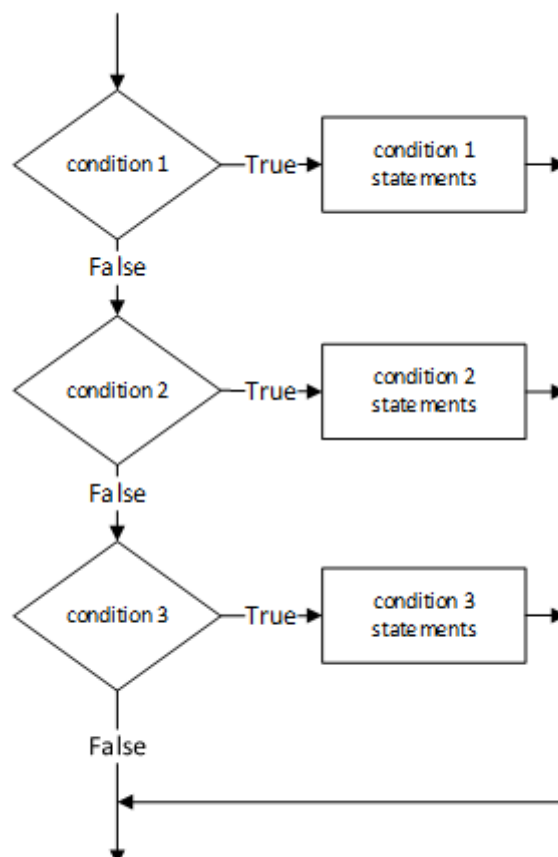 condition 1
True
condition 1
statements
False
condition 2
True
condition 2
statements
False
condition 3
True
condition 3
statements
False